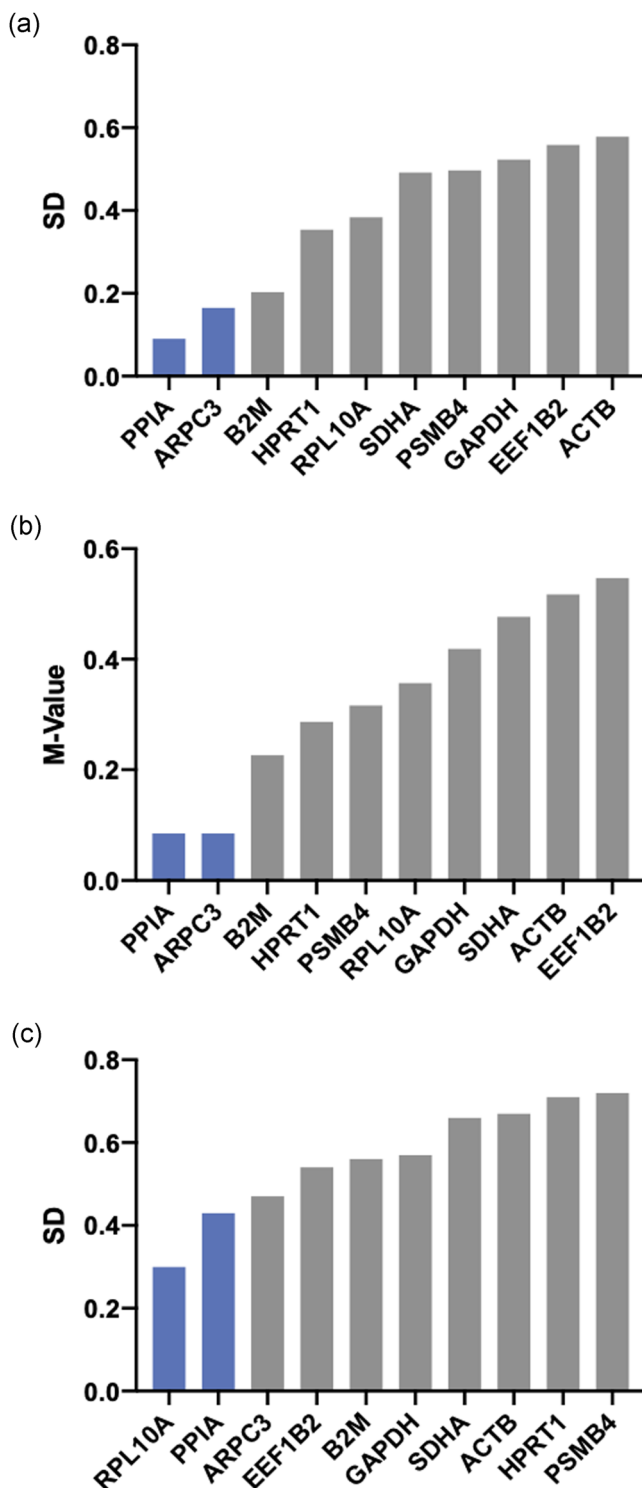 (a)
0.8
0.6
0.4
0.2
0.0
SD
PPIA
ARPC3
B2M
HPRT1
RPL10A
SDHA
PSMB4
GAPDH
EEF1B2
ACTB
(b)
0.6
0.4
0.2
0.0
M-Value
PPIA
ARPC3
B2M
HPRT1
PSMB4
RPL10A
GAPDH
SDHA
ACTB
EEF1B2
(c)
0.8
0.6
0.4
0.2
0.0
SD
RPL10A
PPIA
ARPC3
EEF1B2
B2M
GAPDH
SDHA
ACTB
HPRT1
PSMB4